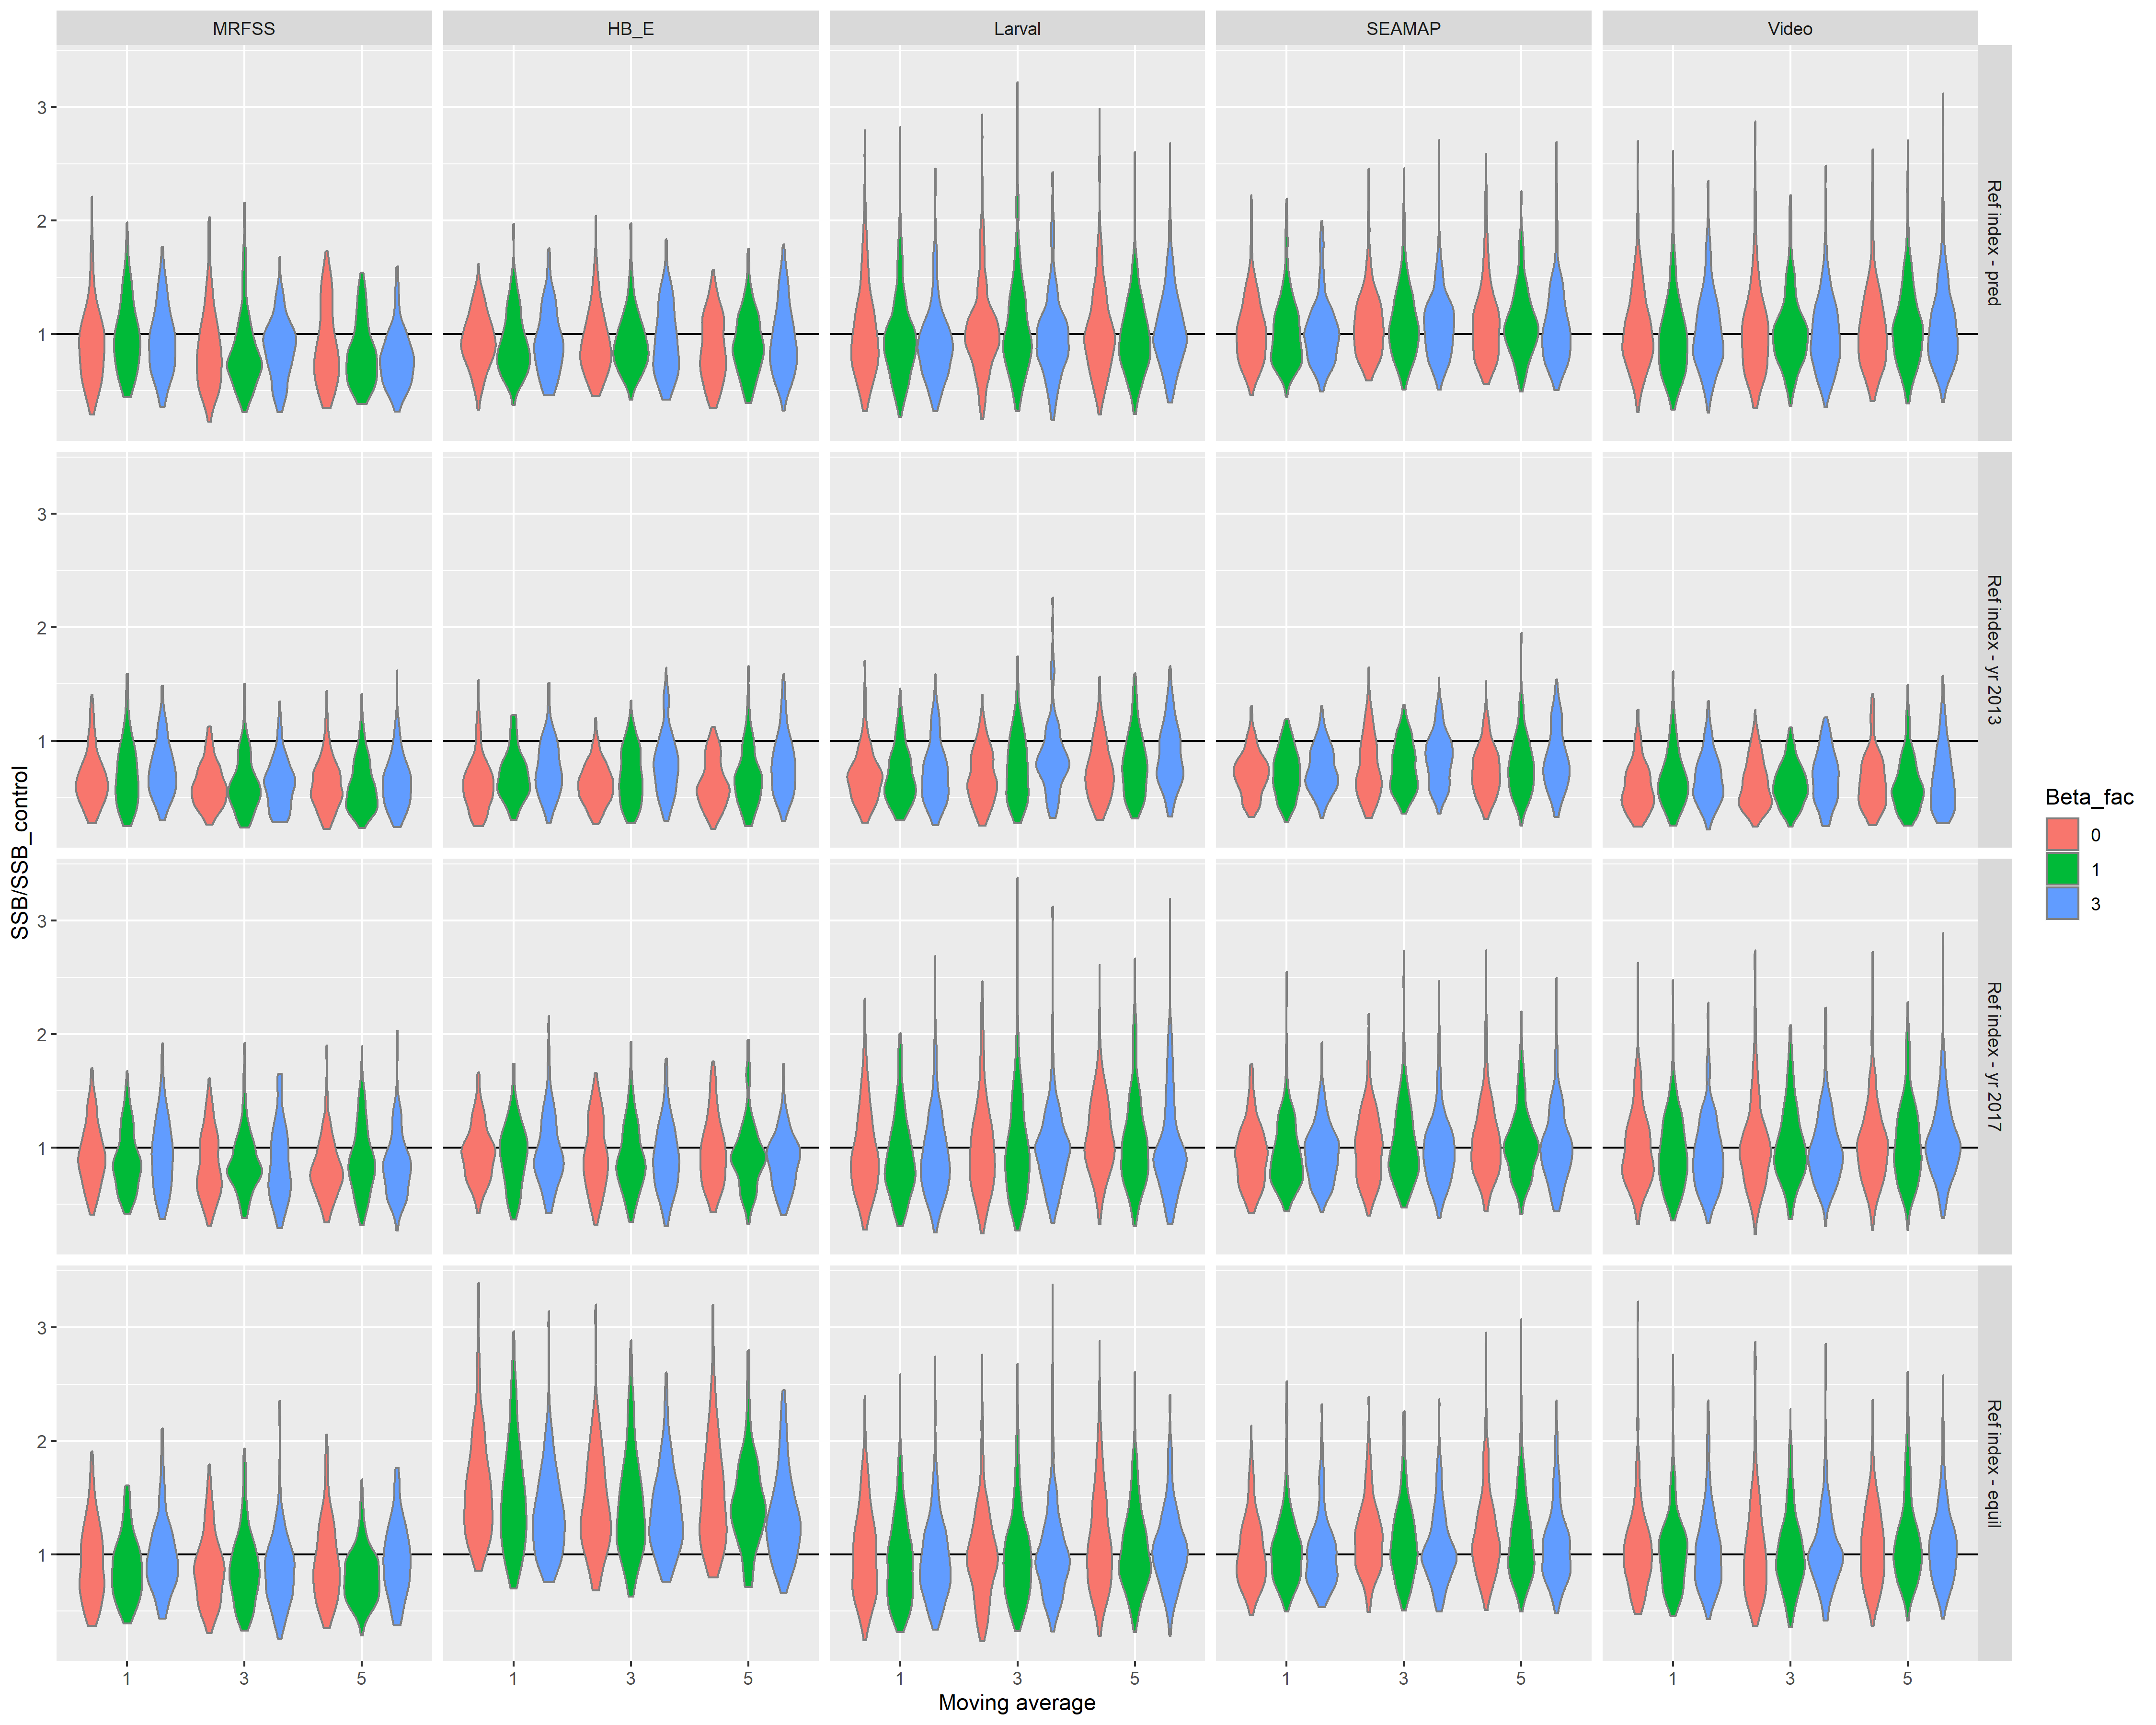 MRFSS HB_E Larval SEAMAP Video
3
2
1
Ref index - pred
3
2
1
Ref index - yr 2013
SSB/SSB_control
3
2
1
Ref index - yr 2017
3
2
1
Ref index - equil
1 3 5 1 3 5 1 3 5 1 3 5 1 3 5
Moving average
Beta_fac
0
1
3